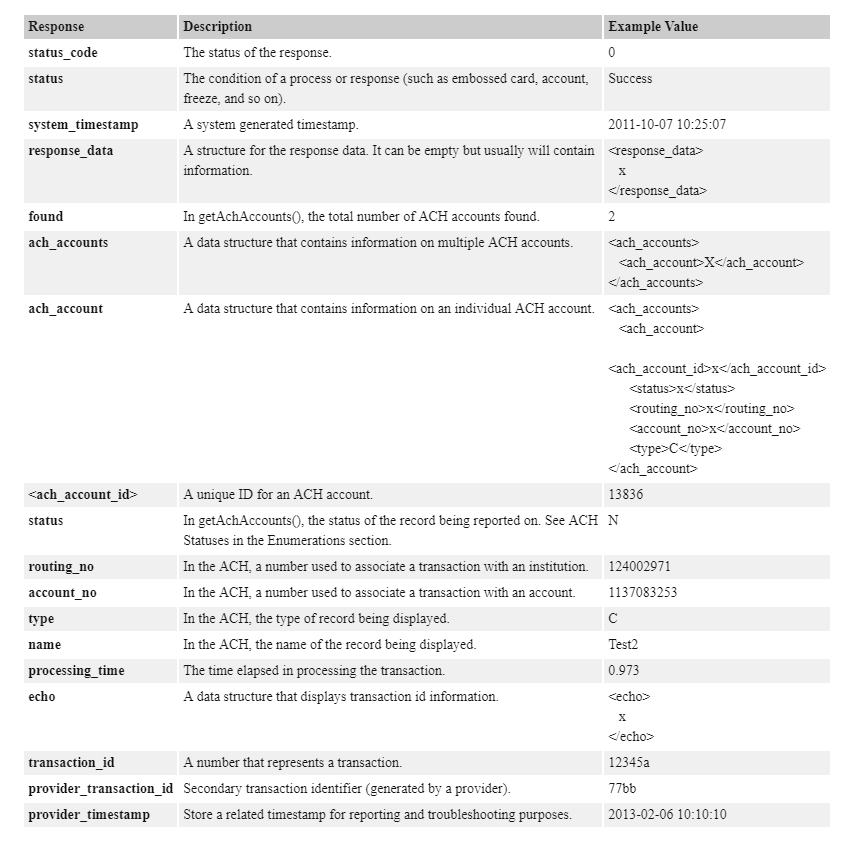 Response Description Example Value
status_code The status of the response. 0
status The condition of a process or response (such as embossed card, account, Success
freeze, and so on).
system_timestamp A system generated timestamp. 2011-10-07 10:25:07
response_data A structure for the response data. It can be empty but usually will contain <response_data>
information. x
</response_data>
found In getAchAccounts(), the total number of ACH accounts found. 2
ach_accounts A data structure that contains information on multiple ACH accounts. <ach_accounts>
<ach_account>X</ach_account>
</ach_accounts>
ach_account A data structure that contains information on an individual ACH account. <ach_accounts>
<ach_account>
<ach_account_id>x</ach_account_id>
<status>x</status>
<routing_no>x</routing_no>
<account_no>x</account_no>
<type>C</type>
</ach_account>
<ach_account_id> A unique ID for an ACH account. 13836
status In getAchAccounts(), the status of the record being reported on. See ACH N
Statuses in the Enumerations section.
routing_no In the ACH, a number used to associate a transaction with an institution. 124002971
account_no In the ACH, a number used to associate a transaction with an account. 1137083253
type In the ACH, the type of record being displayed. C
name In the ACH, the name of the record being displayed. Test2
processing_time The time elapsed in processing the transaction. 0.973
echo A data structure that displays transaction id information. <echo>
x
</echo>
transaction_id A number that represents a transaction. 12345a
provider_transaction_id Secondary transaction identifier (generated by a provider). 77bb
provider_timestamp Store a related timestamp for reporting and troubleshooting purposes. 2013-02-06 10:10:10